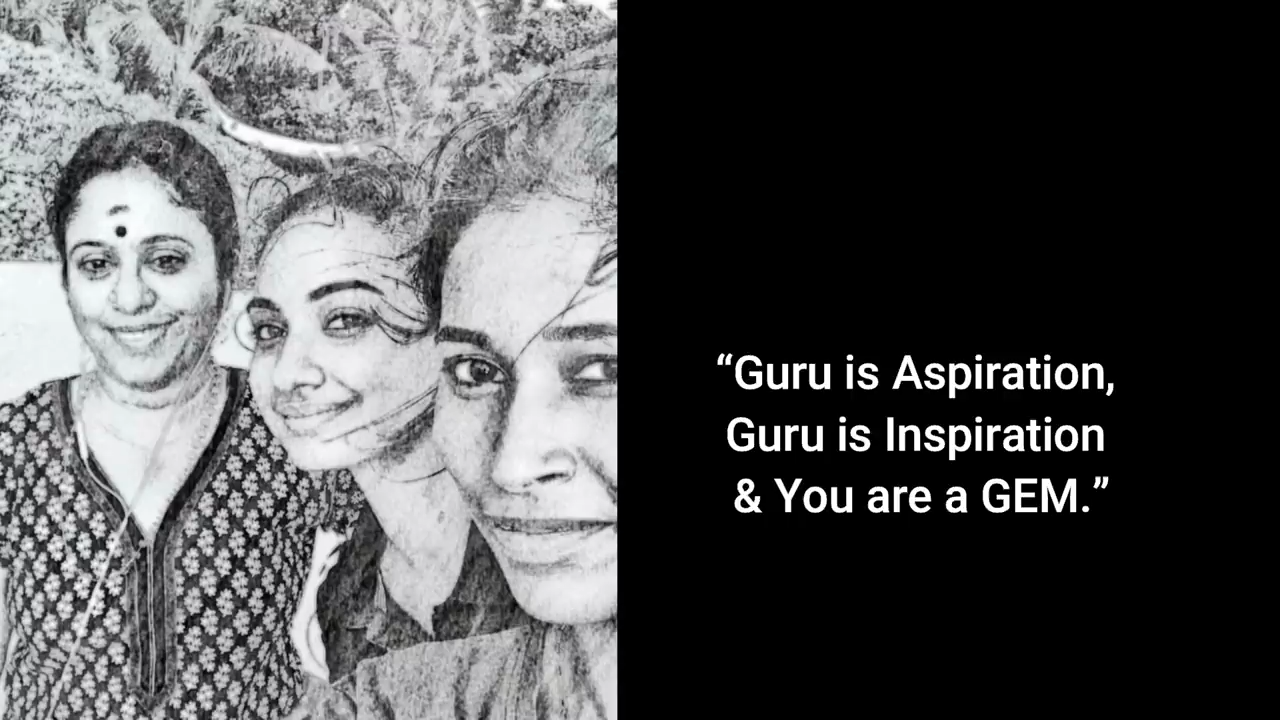 “Guru is Aspiration,
Guru is Inspiration
& You are a GEM.”